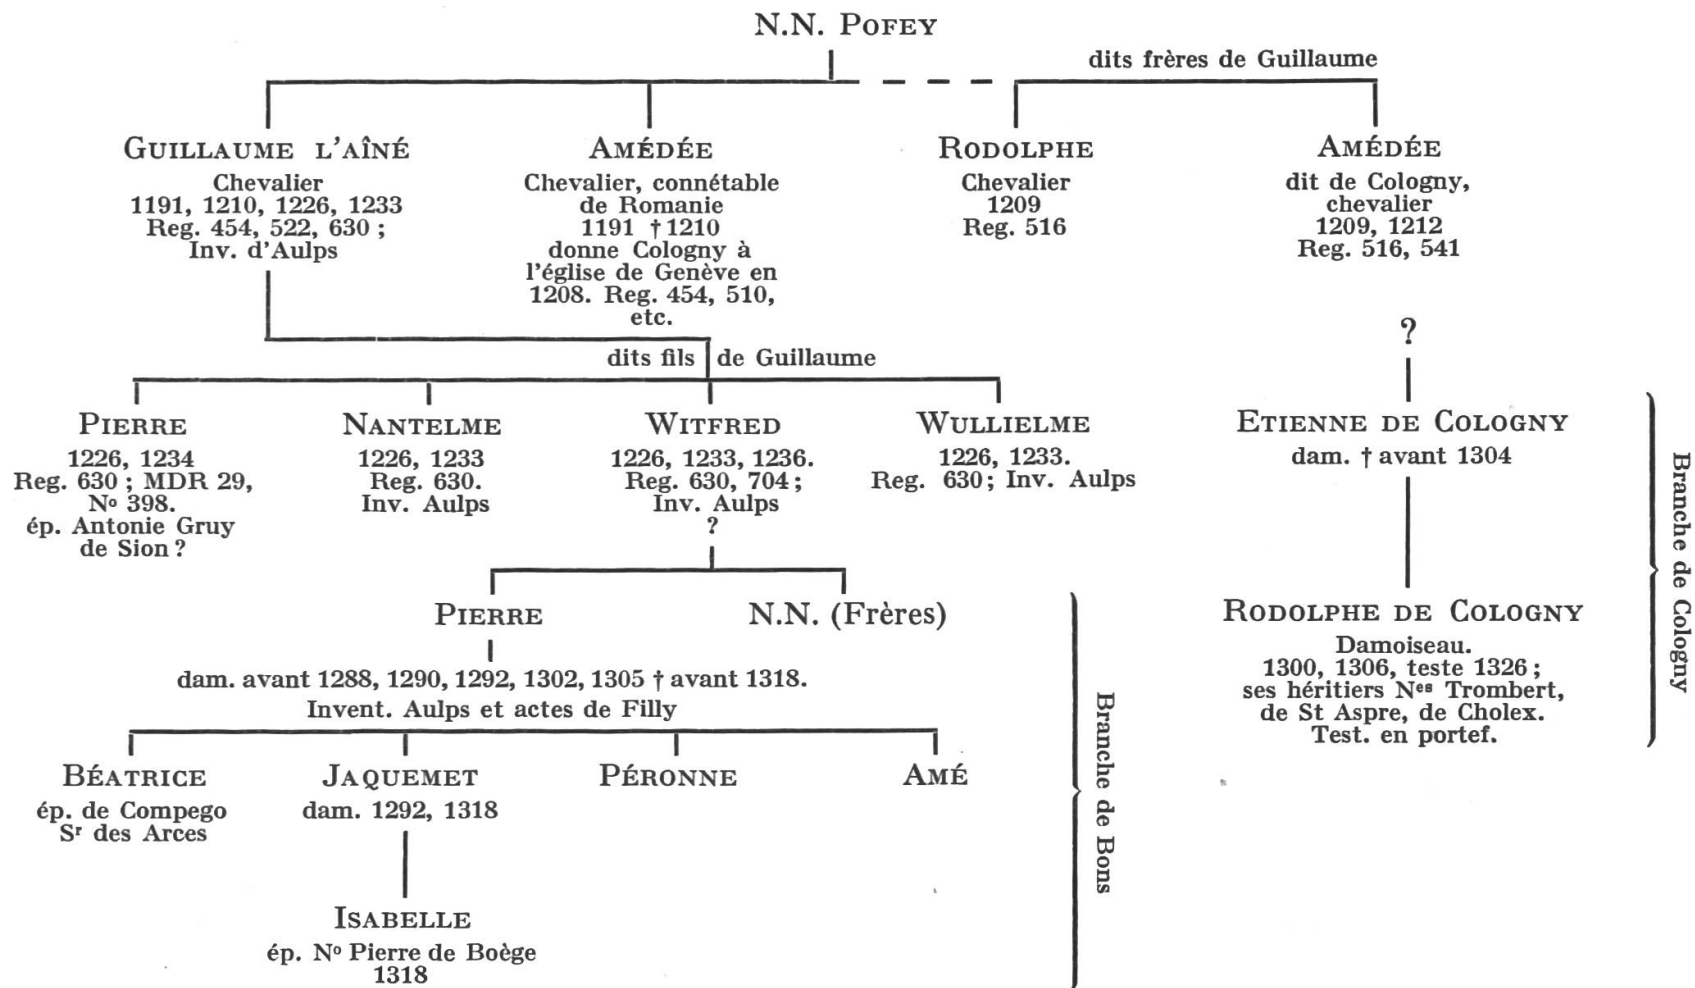 N.N. POFEY
dits frères de Guillaume
GUILLAUME L'AÎNÉ
Chevalier
1191, 1210, 1226, 1233
Reg. 454, 522, 630 ;
Inv. d'Aulps
AMÉDÉE
Chevalier, connétable
de Romanie
1191 † 1210
donne Cologny à
l'église de Genève en
1208. Reg. 454, 510,
etc.
RODOLPHE
Chevalier
1209
Reg. 516
AMÉDÉE
dit de Cologny,
chevalier
1209, 1212
Reg. 516, 541
dits fils de Guillaume
PIERRE
1226, 1234
Reg. 630 ; MDR 29,
Nº 398.
ép. Antonie Gruy
de Sion ?
NANTELME
1226, 1233
Reg. 630.
Inv. Aulps
WITFRED
1226, 1233, 1236.
Reg. 630, 704 ;
Inv. Aulps
?
WULLIELME
1226, 1233.
Reg. 630 ; Inv. Aulps
?
ETIENNE DE COLOGNY
dam. † avant 1304
RODOLPHE DE COLOGNY
Damoiseau.
1300, 1306, teste 1326 ;
ses héritiers Nes Trombert,
de St Aspre, de Cholex.
Test. en portef.
Branche de Cologny
PIERRE
dam. avant 1288, 1290, 1292, 1302, 1305 † avant 1318.
Invent. Aulps et actes de Filly
N.N. (Frères)
BÉATRICE
ép. de Compego
Sr des Arces
JAQUEMET
dam. 1292, 1318
PÉRONNE
AMÉ
ISABELLE
ép. Nº Pierre de Boège
1318
Branche de Bons